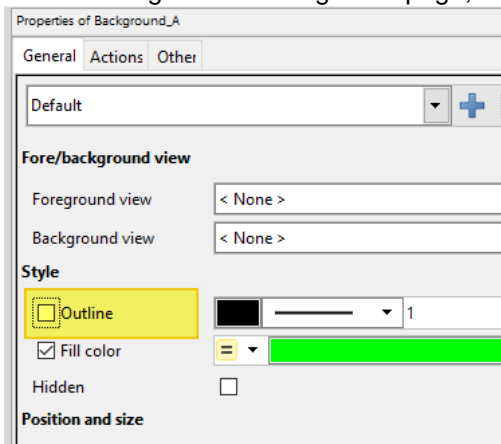 Properties of Background_A
General Actions Other
Default
Fore/background view
Foreground view < None >
Background view < None >
Style
Outline 1
Fill color =
Hidden
Position and size